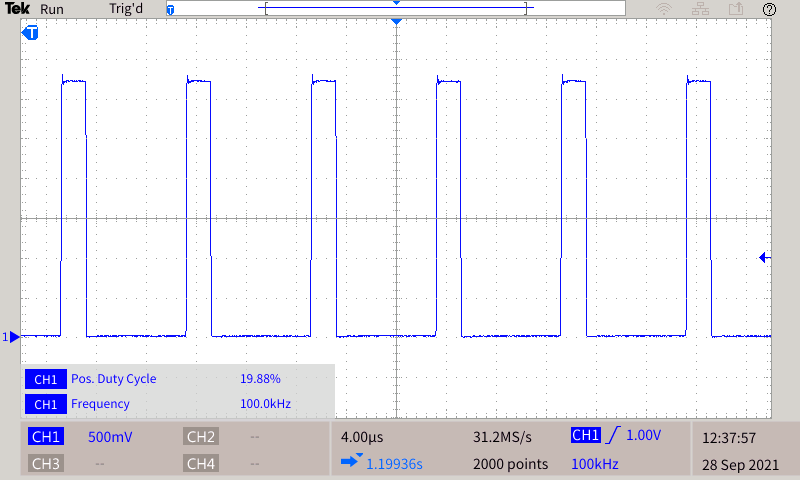 Tek Run Trig'd T ?
T
1
CH1 Pos. Duty Cycle 19.88%
CH1 Frequency 100.0kHz
CH1 500mV CH2 -- 4.00µs 31.2MS/s CH1 1.00V 12:37:57
CH3 -- CH4 -- 1.19936s 2000 points 100kHz 28 Sep 2021